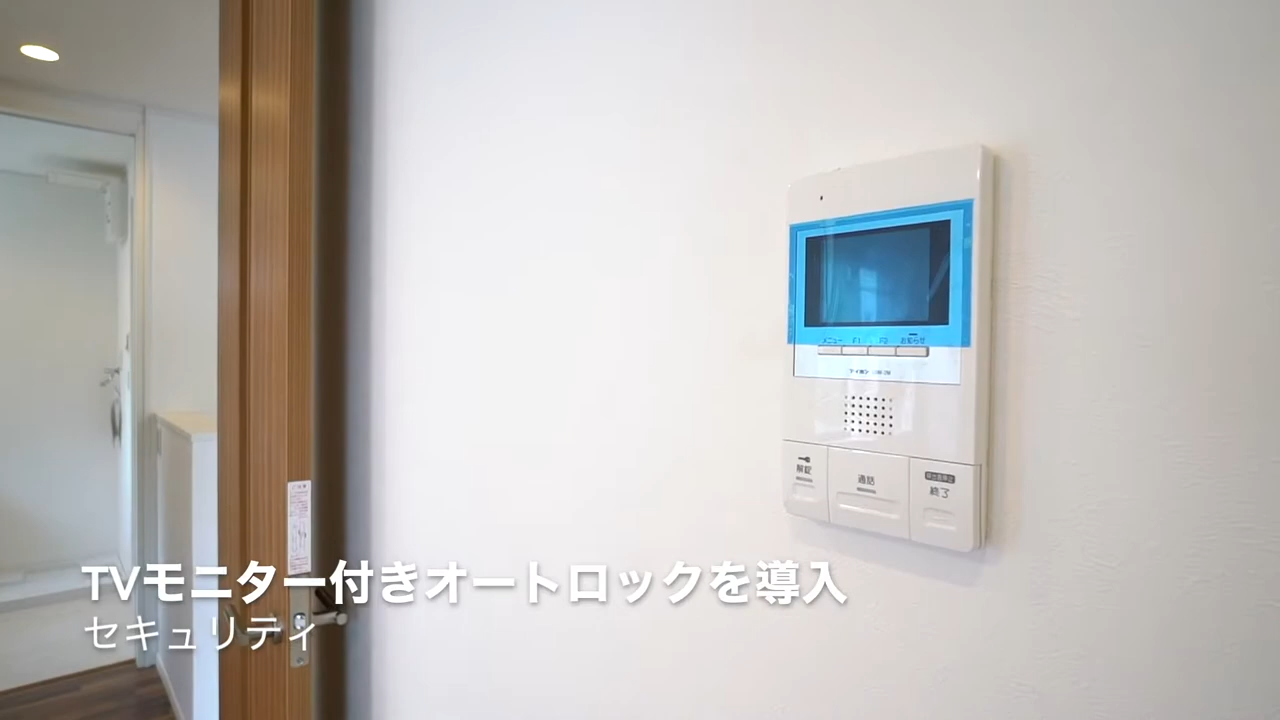 メニュー F1 F2 お知らせ
解錠
通話
終了
TVモニター付きオートロックを導入
セキュリティ